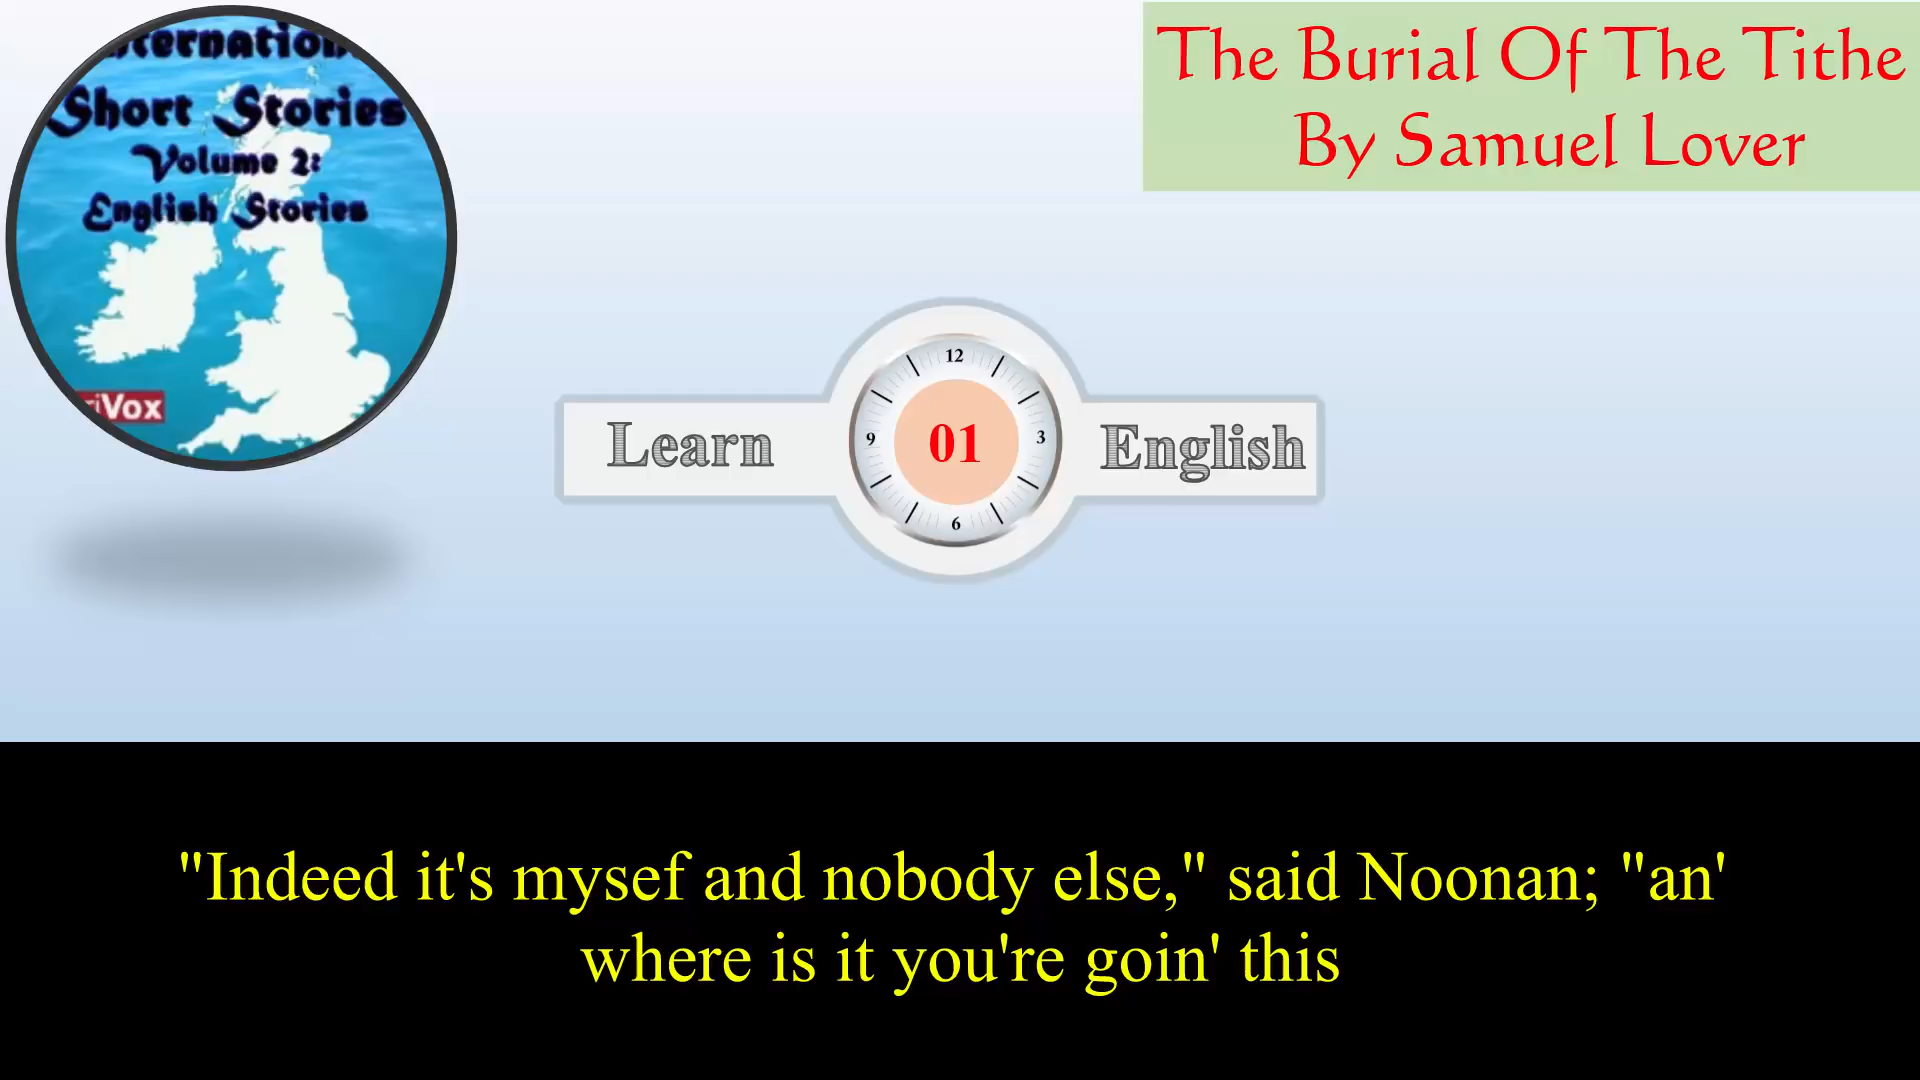 Short Stories
Volume 2:
English Stories
The Burial Of The Tithe
By Samuel Lover
12
9
3
6
01
Learn
English
"Indeed it's mysef and nobody else," said Noonan; "an'
where is it you're goin' this